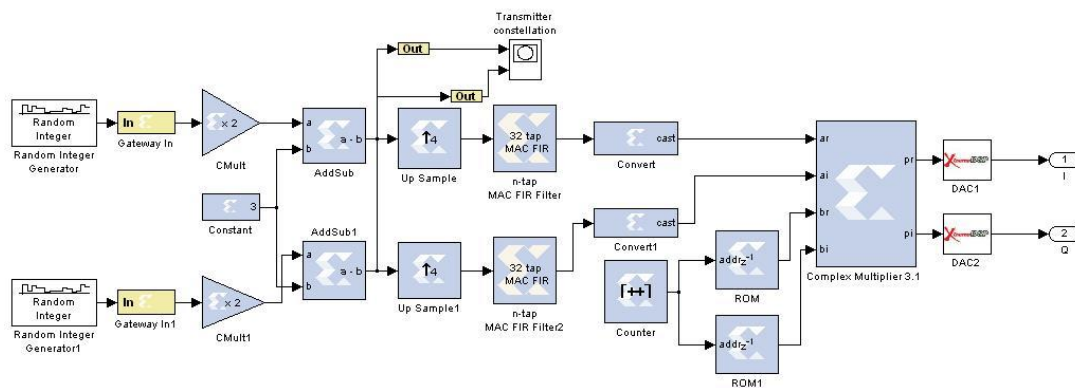 Transmitter
constellation
Out
Out
Random
Integer
Random Integer
Generator
In
Gateway In
x 2
CMult
a
b
a - b
AddSub
↑4
Up Sample
32 tap
MAC FIR
n-tap
MAC FIR Filter
cast
Convert
3
Constant
ar
ai
br
bi
pr
pi
Complex Multiplier 3.1
XtremeDSP
DAC1
1
I
XtremeDSP
DAC2
2
Q
Random
Integer
Random Integer
Generator1
In
Gateway In1
x 2
CMult1
AddSub1
a
b
a - b
↑4
Up Sample1
32 tap
MAC FIR
n-tap
MAC FIR Filter2
cast
Convert1
[++]
Counter
addr z⁻¹
ROM
addr z⁻¹
ROM1